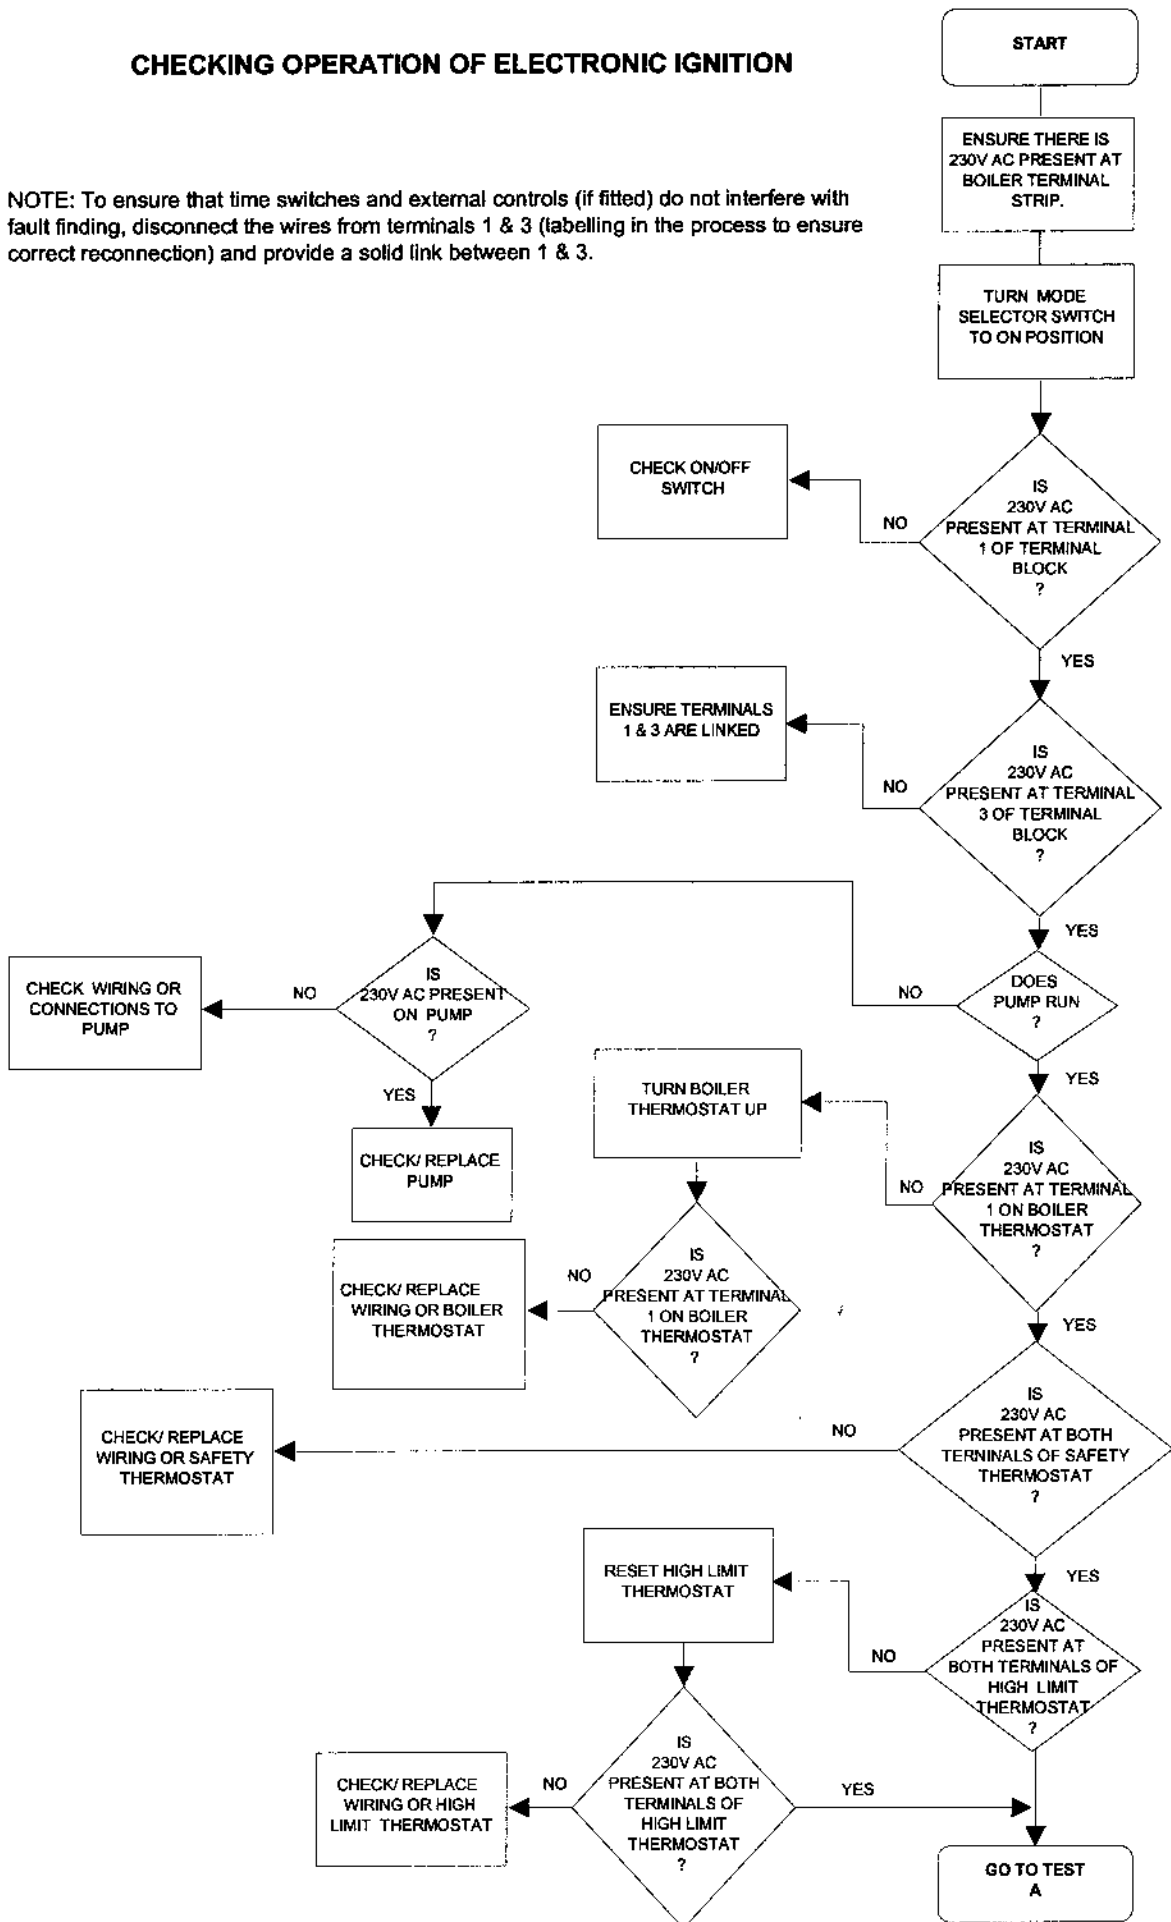 CHECKING OPERATION OF ELECTRONIC IGNITION
START
ENSURE THERE IS
230V AC PRESENT AT
BOILER TERMINAL
STRIP.
NOTE: To ensure that time switches and external controls (if fitted) do not interfere with
fault finding, disconnect the wires from terminals 1 & 3 (labelling in the process to ensure
correct reconnection) and provide a solid link between 1 & 3.
TURN MODE
SELECTOR SWITCH
TO ON POSITION
IS
230V AC
PRESENT AT TERMINAL
1 OF TERMINAL
BLOCK
?
NO
CHECK ON/OFF
SWITCH
YES
IS
230V AC
PRESENT AT TERMINAL
3 OF TERMINAL
BLOCK
?
NO
ENSURE TERMINALS
1 & 3 ARE LINKED
YES
DOES
PUMP RUN
?
NO
IS
230V AC PRESENT
ON PUMP
?
NO
CHECK WIRING OR
CONNECTIONS TO
PUMP
YES
CHECK/ REPLACE
PUMP
YES
IS
230V AC
PRESENT AT TERMINAL
1 ON BOILER
THERMOSTAT
?
NO
TURN BOILER
THERMOSTAT UP
IS
230V AC
PRESENT AT TERMINAL
1 ON BOILER
THERMOSTAT
?
NO
CHECK/ REPLACE
WIRING OR BOILER
THERMOSTAT
YES
IS
230V AC
PRESENT AT BOTH
TERNINALS OF SAFETY
THERMOSTAT
?
NO
CHECK/ REPLACE
WIRING OR SAFETY
THERMOSTAT
YES
IS
230V AC
PRESENT AT
BOTH TERMINALS OF
HIGH LIMIT
THERMOSTAT
?
NO
RESET HIGH LIMIT
THERMOSTAT
IS
230V AC
PRESENT AT BOTH
TERMINALS OF
HIGH LIMIT
THERMOSTAT
?
NO
CHECK/ REPLACE
WIRING OR HIGH
LIMIT THERMOSTAT
YES
GO TO TEST
A